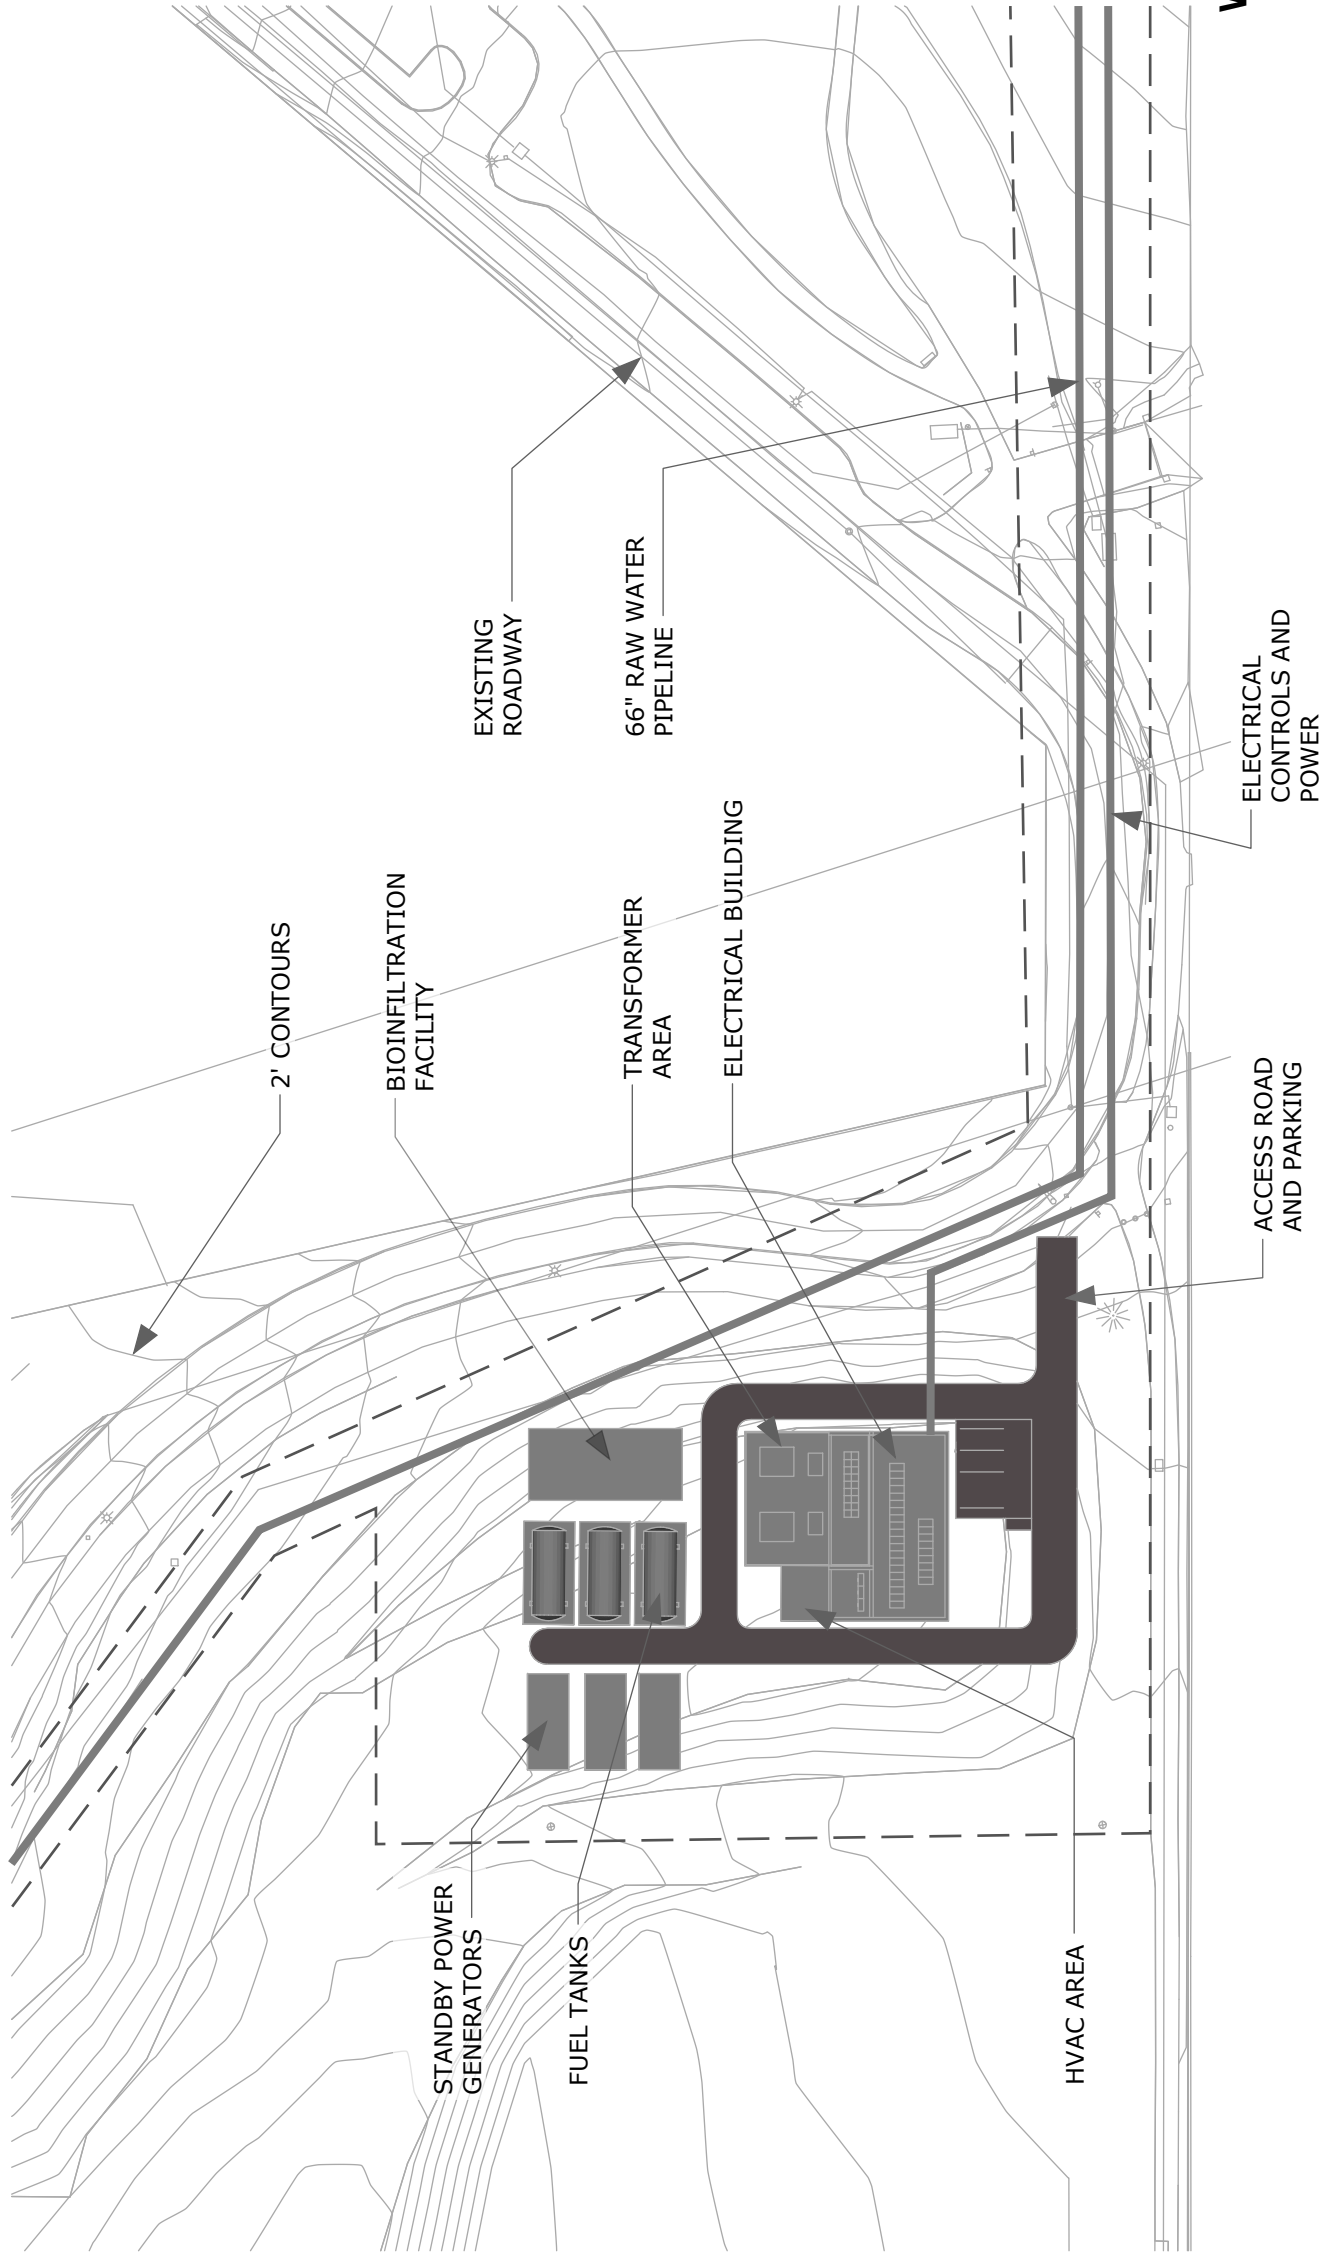 2' CONTOURS
BIOINFILTRATION
FACILITY
EXISTING
ROADWAY
66" RAW WATER
PIPELINE
TRANSFORMER
AREA
ELECTRICAL BUILDING
STANDBY POWER
GENERATORS
FUEL TANKS
HVAC AREA
ACCESS ROAD
AND PARKING
ELECTRICAL
CONTROLS AND
POWER